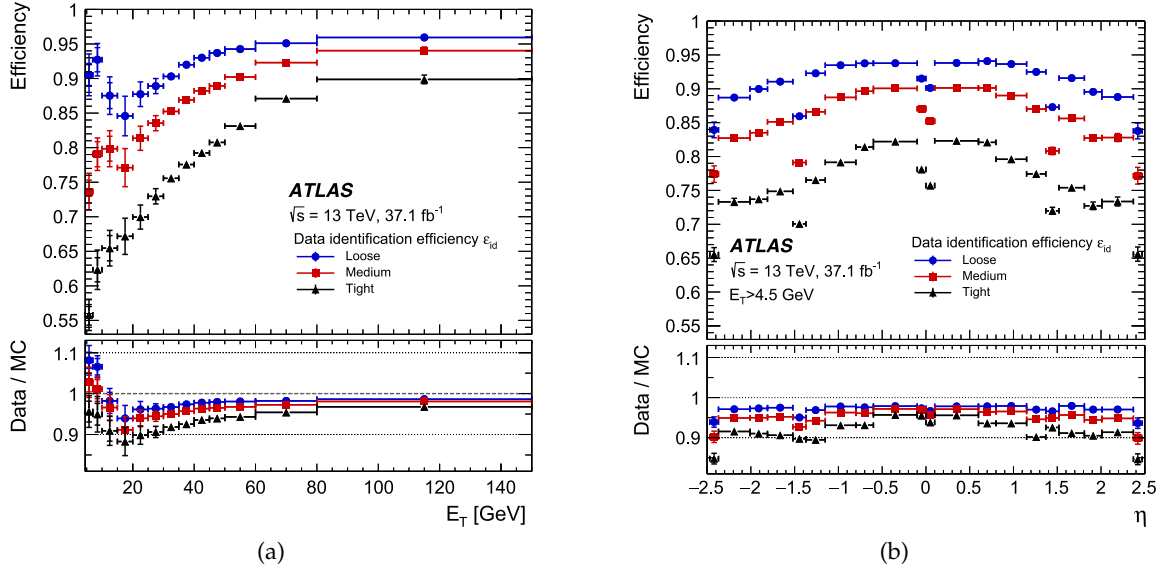 Efficiency
1
0.95
0.9
0.85
0.8
0.75
0.7
0.65
0.6
0.55
ATLAS
√s = 13 TeV, 37.1 fb⁻¹
Data identification efficiency ε_id
Loose
Medium
Tight
Data / MC
1.1
1
0.9
20 40 60 80 100 120 140
E_T [GeV]
(a)
Efficiency
1
0.95
0.9
0.85
0.8
0.75
0.7
0.65
0.6
0.55
ATLAS
√s = 13 TeV, 37.1 fb⁻¹
E_T>4.5 GeV
Data identification efficiency ε_id
Loose
Medium
Tight
Data / MC
1.1
1
0.9
−2.5 −2 −1.5 −1 −0.5 0 0.5 1 1.5 2 2.5
η
(b)